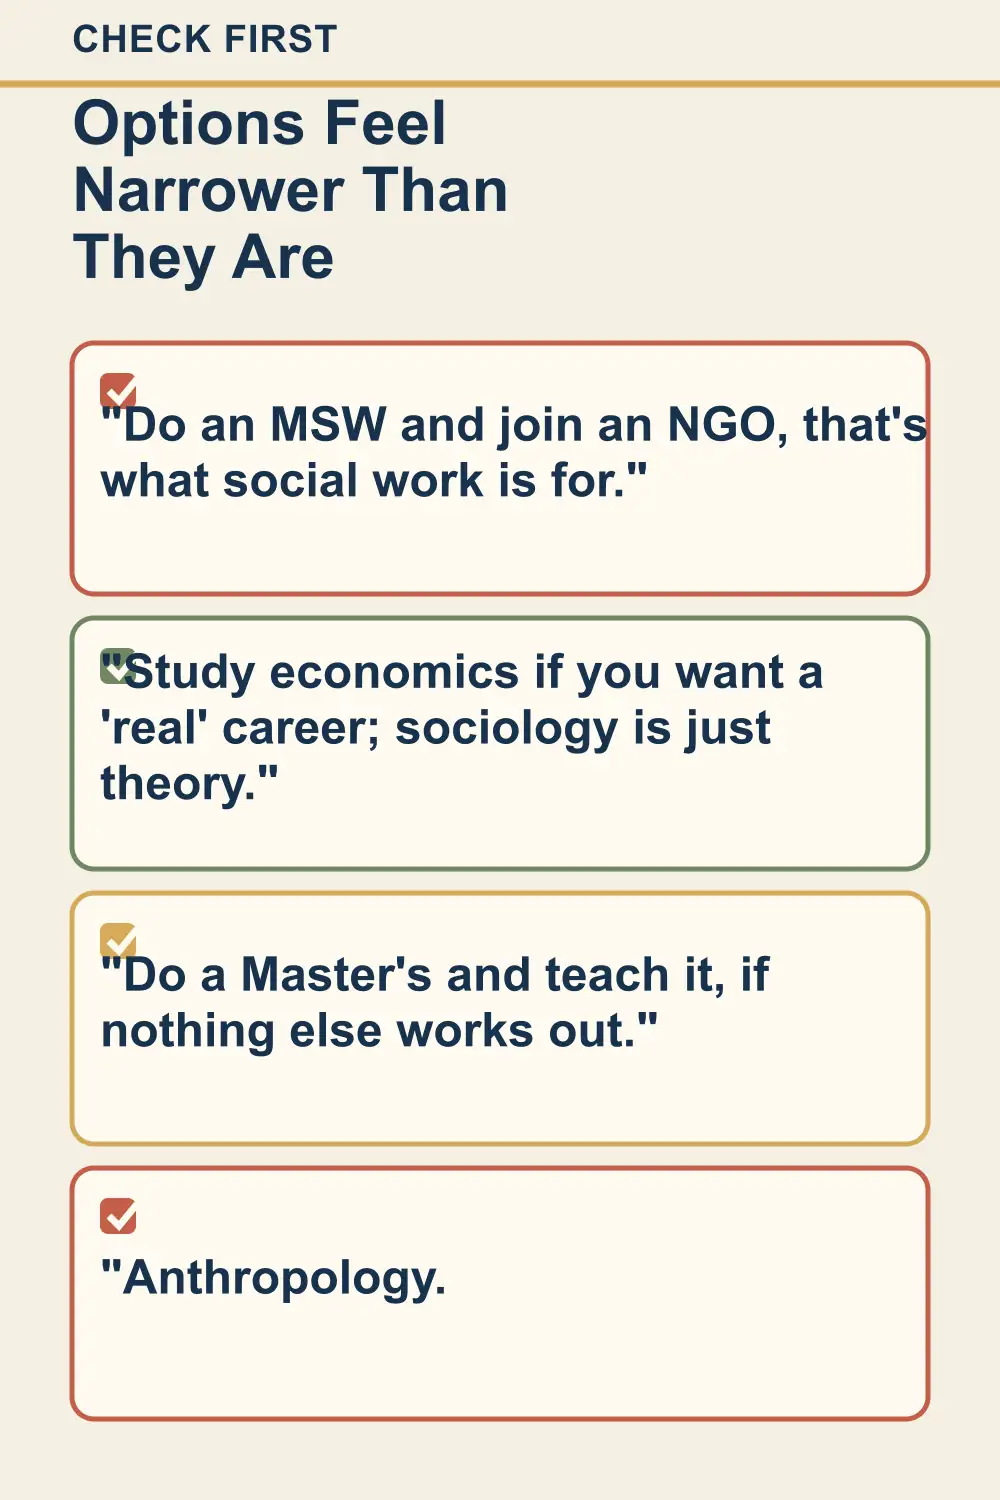 CHECK FIRST
Options Feel
Narrower Than
They Are
"Do an MSW and join an NGO, that's
what social work is for."
"Study economics if you want a
'real' career; sociology is just
theory."
"Do a Master's and teach it, if
nothing else works out."
"Anthropology.